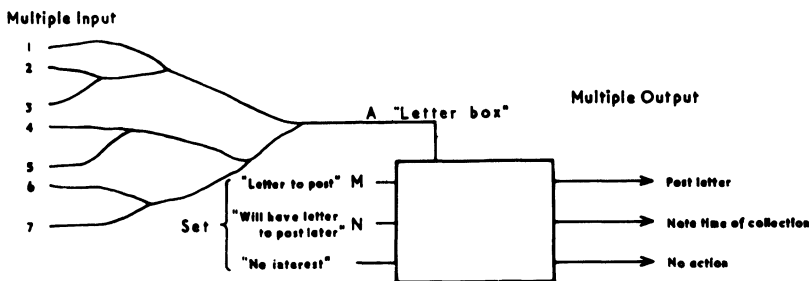 Multiple Input
1
2
3
4
5
6
7
A "Letter box"
Multiple Output
Set
"Letter to post" M
"Will have letter
to post later" N
"No interest"
Post letter
Note time of collection
No action